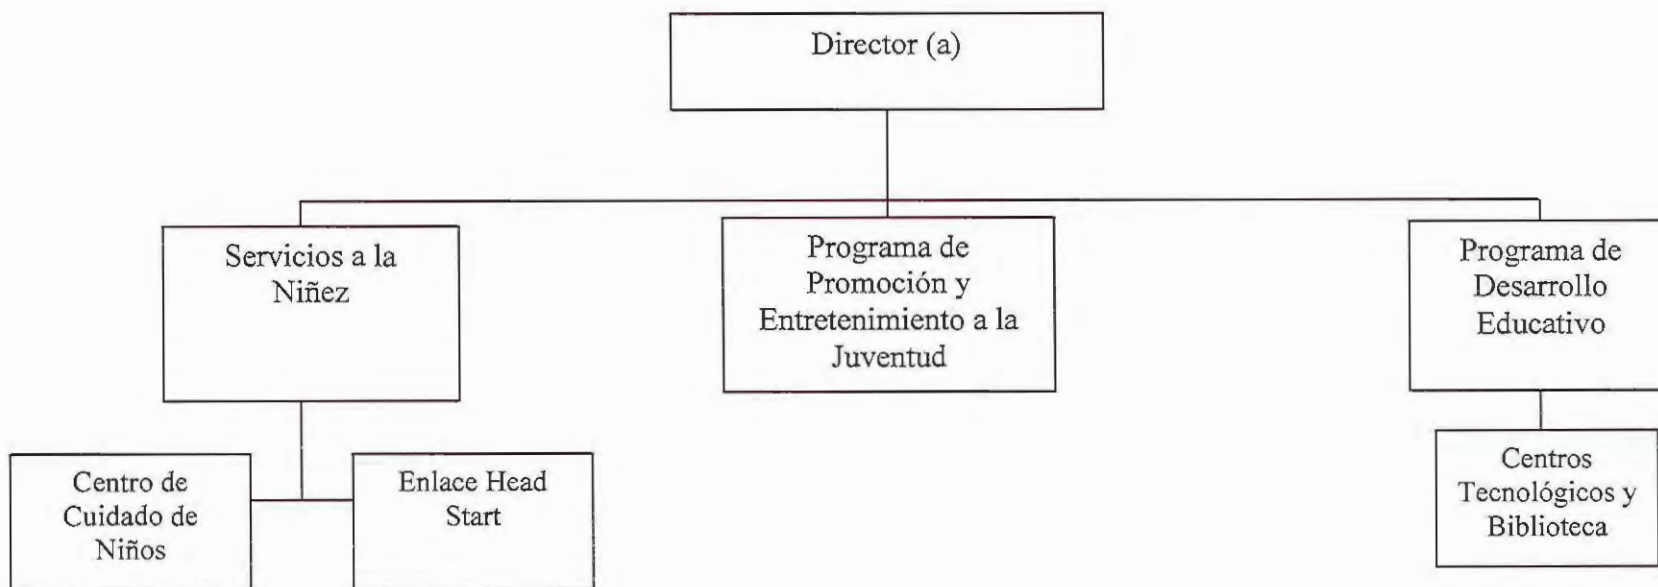 Director (a)
Servicios a la
Niñez
Programa de
Promoción y
Entretenimiento a la
Juventud
Programa de
Desarrollo
Educativo
Centro de
Cuidado de
Niños
Enlace Head
Start
Centros
Tecnológicos y
Biblioteca